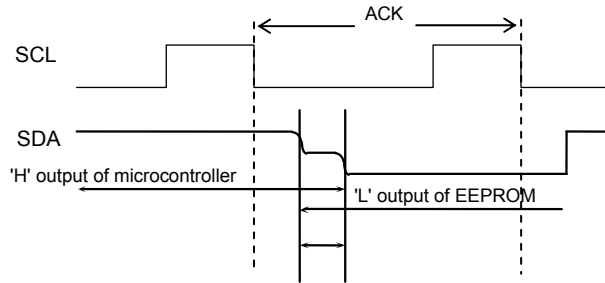 ACK
SCL
SDA
'H' output of microcontroller
'L' output of EEPROM